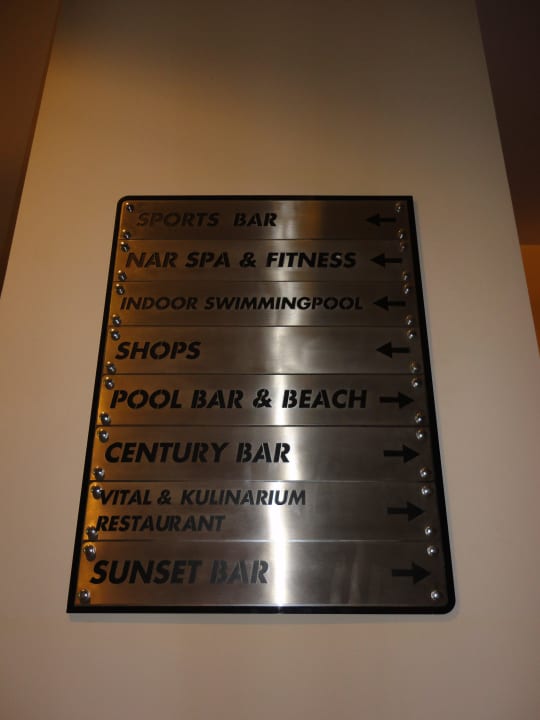 SPORTS BAR ←
NAR SPA & FITNESS ←
INDOOR SWIMMINGPOOL ←
SHOPS ←
POOL BAR & BEACH →
CENTURY BAR →
VITAL & KULINARIUM →
RESTAURANT
SUNSET BAR →